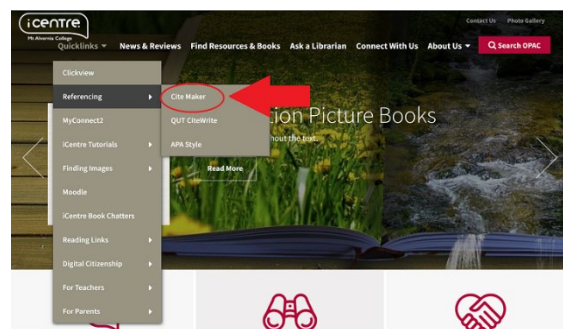 icentre
Mt Alvernia College
Contact Us Photo Gallery
Quicklinks News & Reviews Find Resources & Books Ask a Librarian Connect With Us About Us Search OPAC
Clickview
Referencing
Cite Maker
MyConnect2
QUT CiteWrite
ion Picture Books
iCentre Tutorials
APA Style
hout the text.
Finding Images
Read More
Moodle
iCentre Book Chatters
Reading Links
Digital Citizenship
For Teachers
For Parents